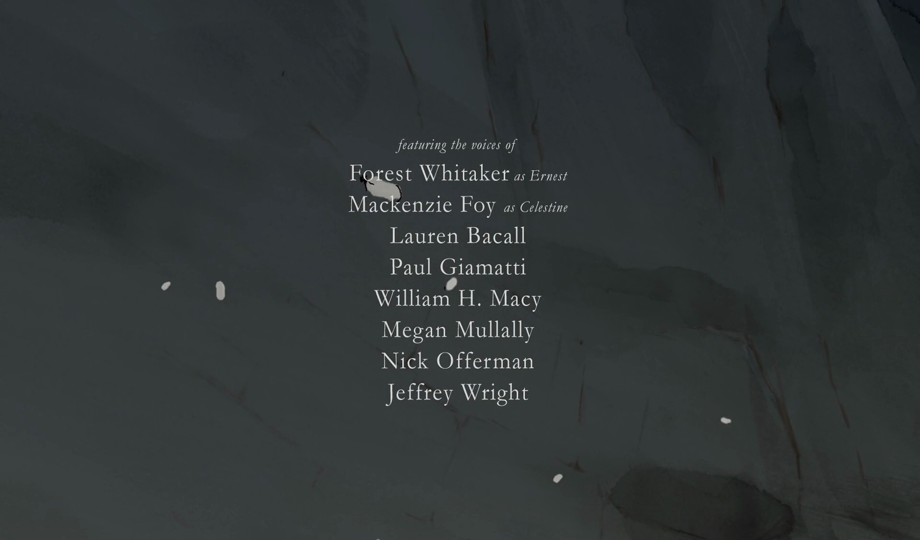 featuring the voices of
Forest Whitaker as Ernest
Mackenzie Foy as Celestine
Lauren Bacall
Paul Giamatti
William H. Macy
Megan Mullally
Nick Offerman
Jeffrey Wright